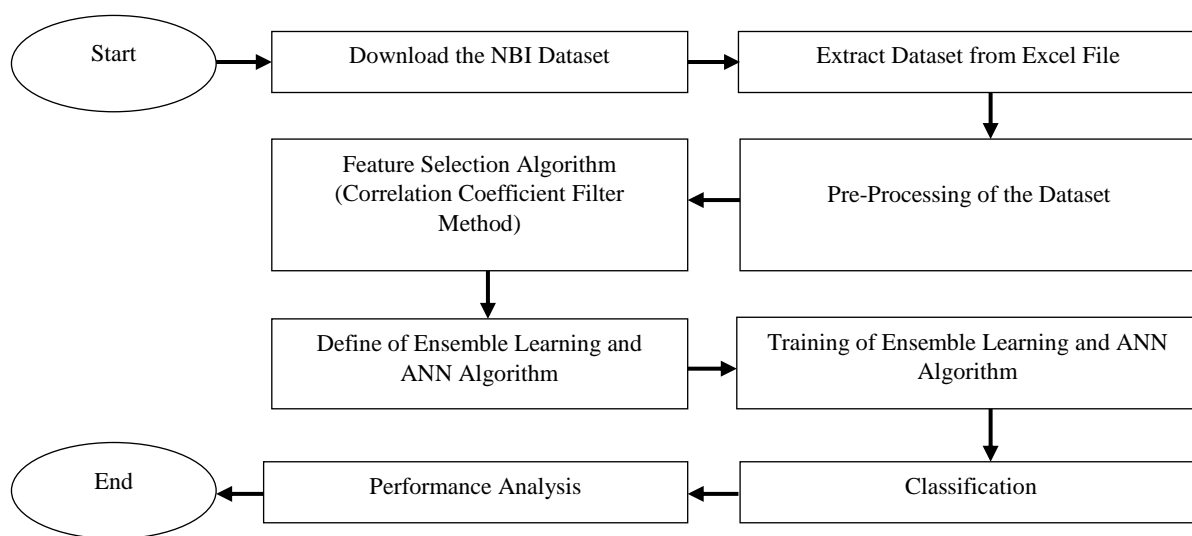 Start
Download the NBI Dataset
Extract Dataset from Excel File
Pre-Processing of the Dataset
Feature Selection Algorithm
(Correlation Coefficient Filter
Method)
Define of Ensemble Learning and
ANN Algorithm
Training of Ensemble Learning and ANN
Algorithm
Classification
Performance Analysis
End